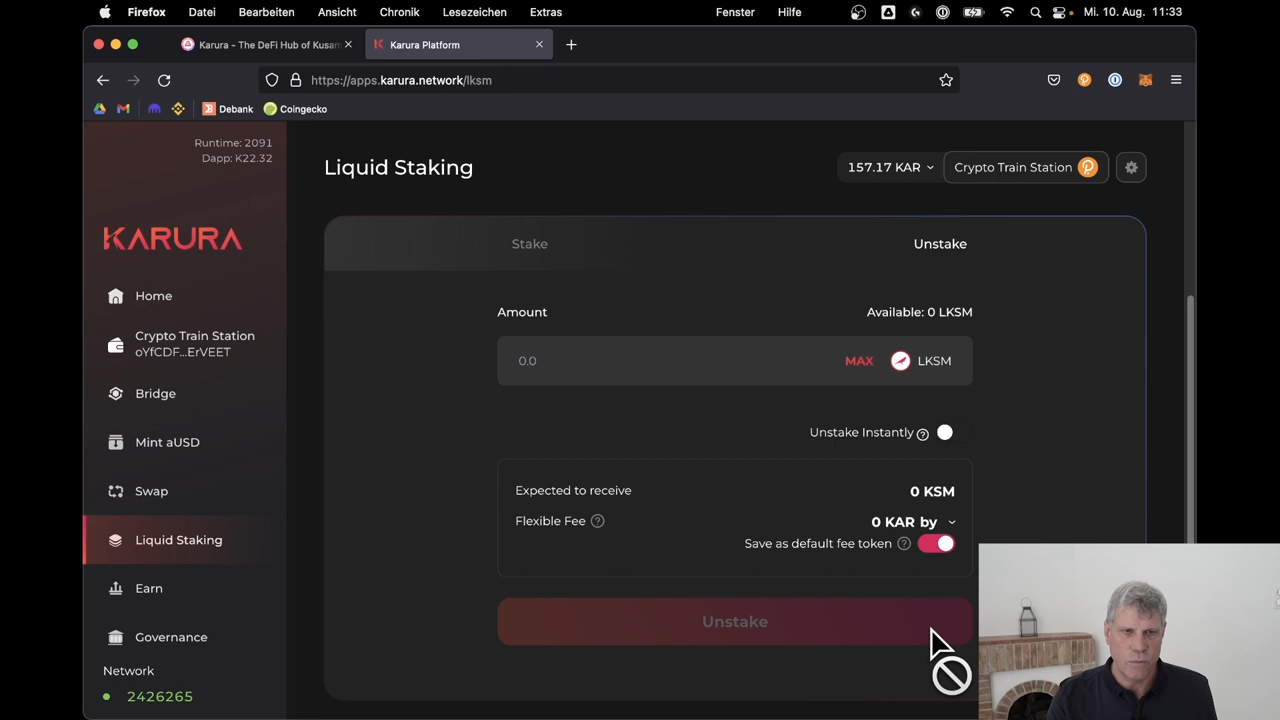 Firefox Datei Bearbeiten Ansicht Chronik Lesezeichen Extras Fenster Hilfe Mi. 10. Aug. 11:33
Karura - The DeFi Hub of Kusam Karura Platform
https://apps.karura.network/lksm
Debank Coingecko
Runtime: 2091
Dapp: K22.32
Liquid Staking 157.17 KAR Crypto Train Station
KARURA
Stake Unstake
Home
Amount Available: 0 LKSM
Crypto Train Station
oYfCDF...ErVEET
0.0 MAX LKSM
Bridge
Unstake Instantly ?
Mint aUSD
Swap
Expected to receive 0 KSM
Flexible Fee ? 0 KAR by
Liquid Staking
Save as default fee token ?
Earn
Unstake
Governance
Network
2426265